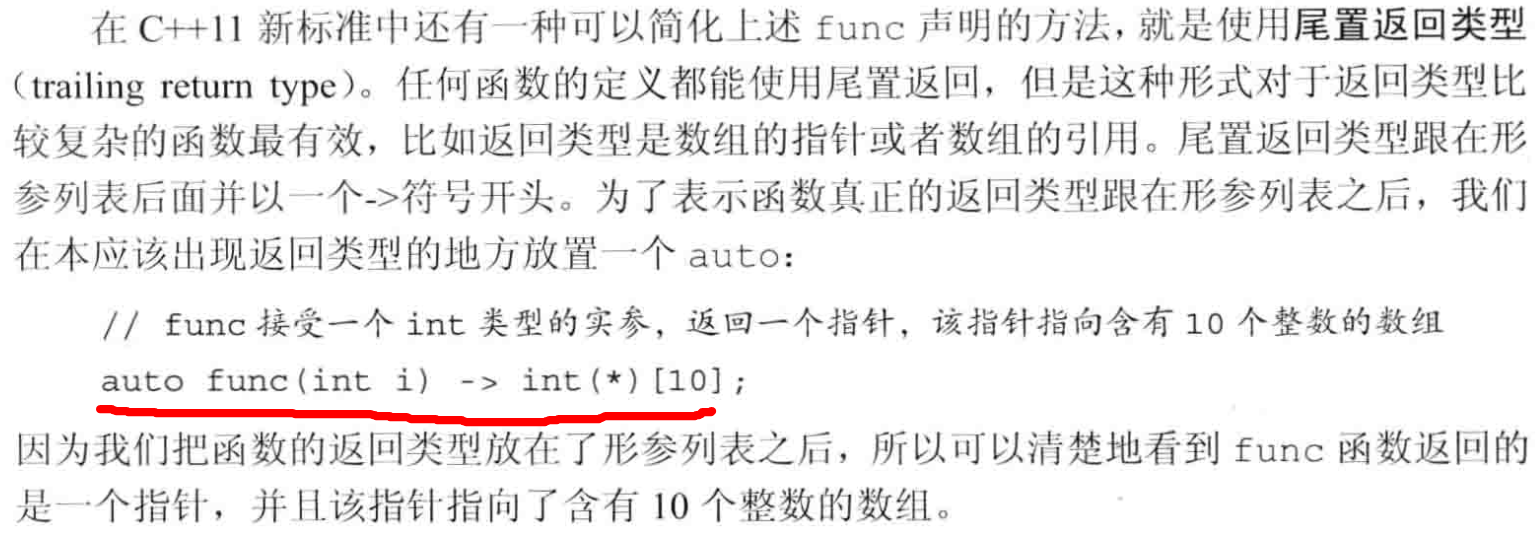 在 C++11 新标准中还有一种可以简化上述 func 声明的方法，就是使用尾置返回类型
（trailing return type）。任何函数的定义都能使用尾置返回，但是这种形式对于返回类型比
较复杂的函数最有效，比如返回类型是数组的指针或者数组的引用。尾置返回类型跟在形
参列表后面并以一个->符号开头。为了表示函数真正的返回类型跟在形参列表之后，我们
在本应该出现返回类型的地方放置一个 auto：
// func 接受一个 int 类型的实参，返回一个指针，该指针指向含有 10 个整数的数组
auto func(int i) -> int(*)[10];
因为我们把函数的返回类型放在了形参列表之后，所以可以清楚地看到 func 函数返回的
是一个指针，并且该指针指向了含有 10 个整数的数组。